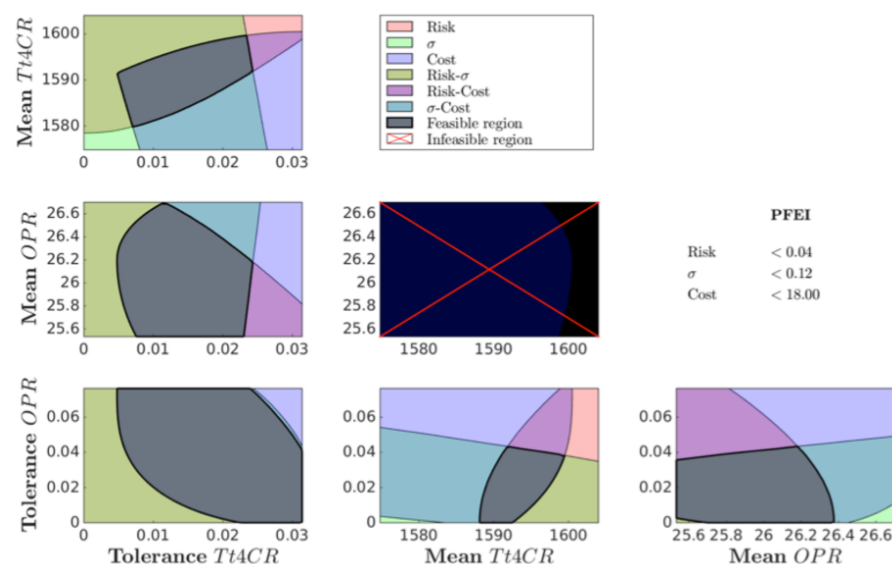 Mean Tt4CR
1600
1590
1580
0 0.01 0.02 0.03
Risk
σ
Cost
Risk-σ
Risk-Cost
σ-Cost
Feasible region
Infeasible region
Mean OPR
26.6
26.4
26.2
26
25.8
25.6
0 0.01 0.02 0.03
26.6
26.4
26.2
26
25.8
25.6
1580 1590 1600
PFEI
Risk < 0.04
σ < 0.12
Cost < 18.00
Tolerance OPR
0.06
0.04
0.02
0
0 0.01 0.02 0.03
Tolerance Tt4CR
0.06
0.04
0.02
0
1580 1590 1600
Mean Tt4CR
0.06
0.04
0.02
0
25.6 25.8 26 26.2 26.4 26.6
Mean OPR